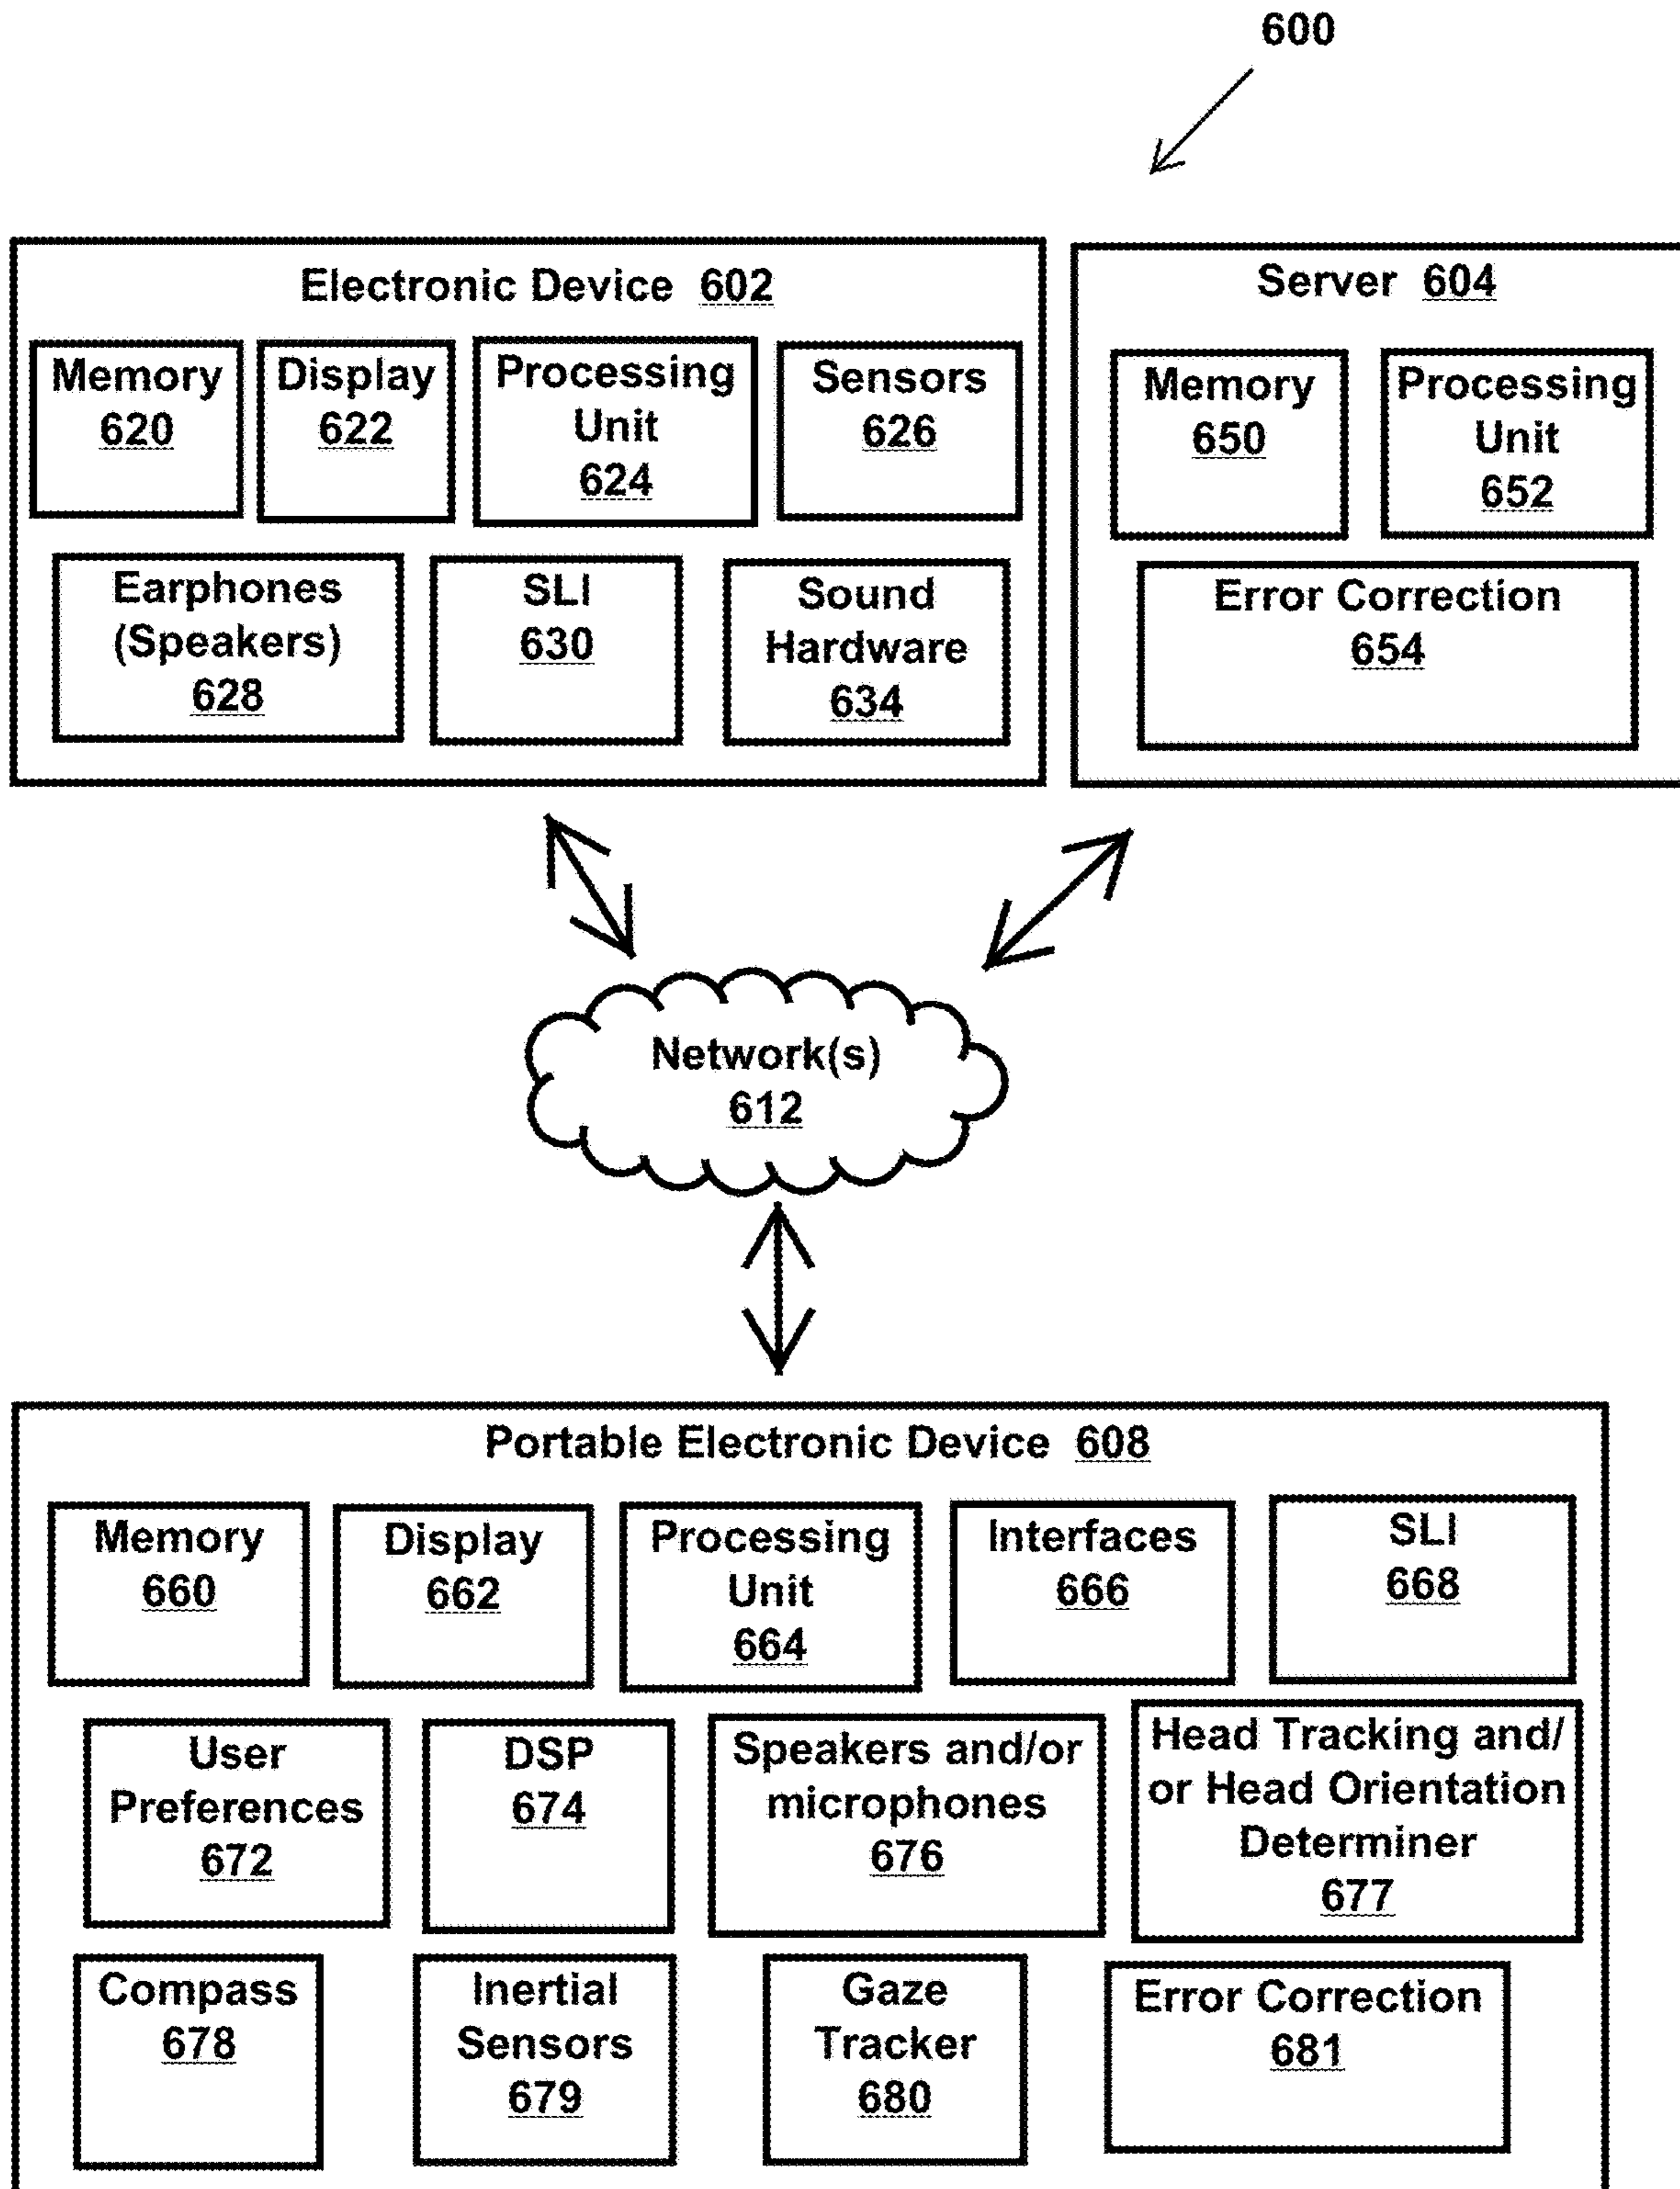 600
Electronic Device 602
Memory
620
Display
622
Processing
Unit
624
Sensors
626
Earphones
(Speakers)
628
SLI
630
Sound
Hardware
634
Server 604
Memory
650
Processing
Unit
652
Error Correction
654
Network(s)
612
Portable Electronic Device 608
Memory
660
Display
662
Processing
Unit
664
Interfaces
666
SLI
668
User
Preferences
672
DSP
674
Speakers and/or
microphones
676
Head Tracking and/
or Head Orientation
Determiner
677
Compass
678
Inertial
Sensors
679
Gaze
Tracker
680
Error Correction
681